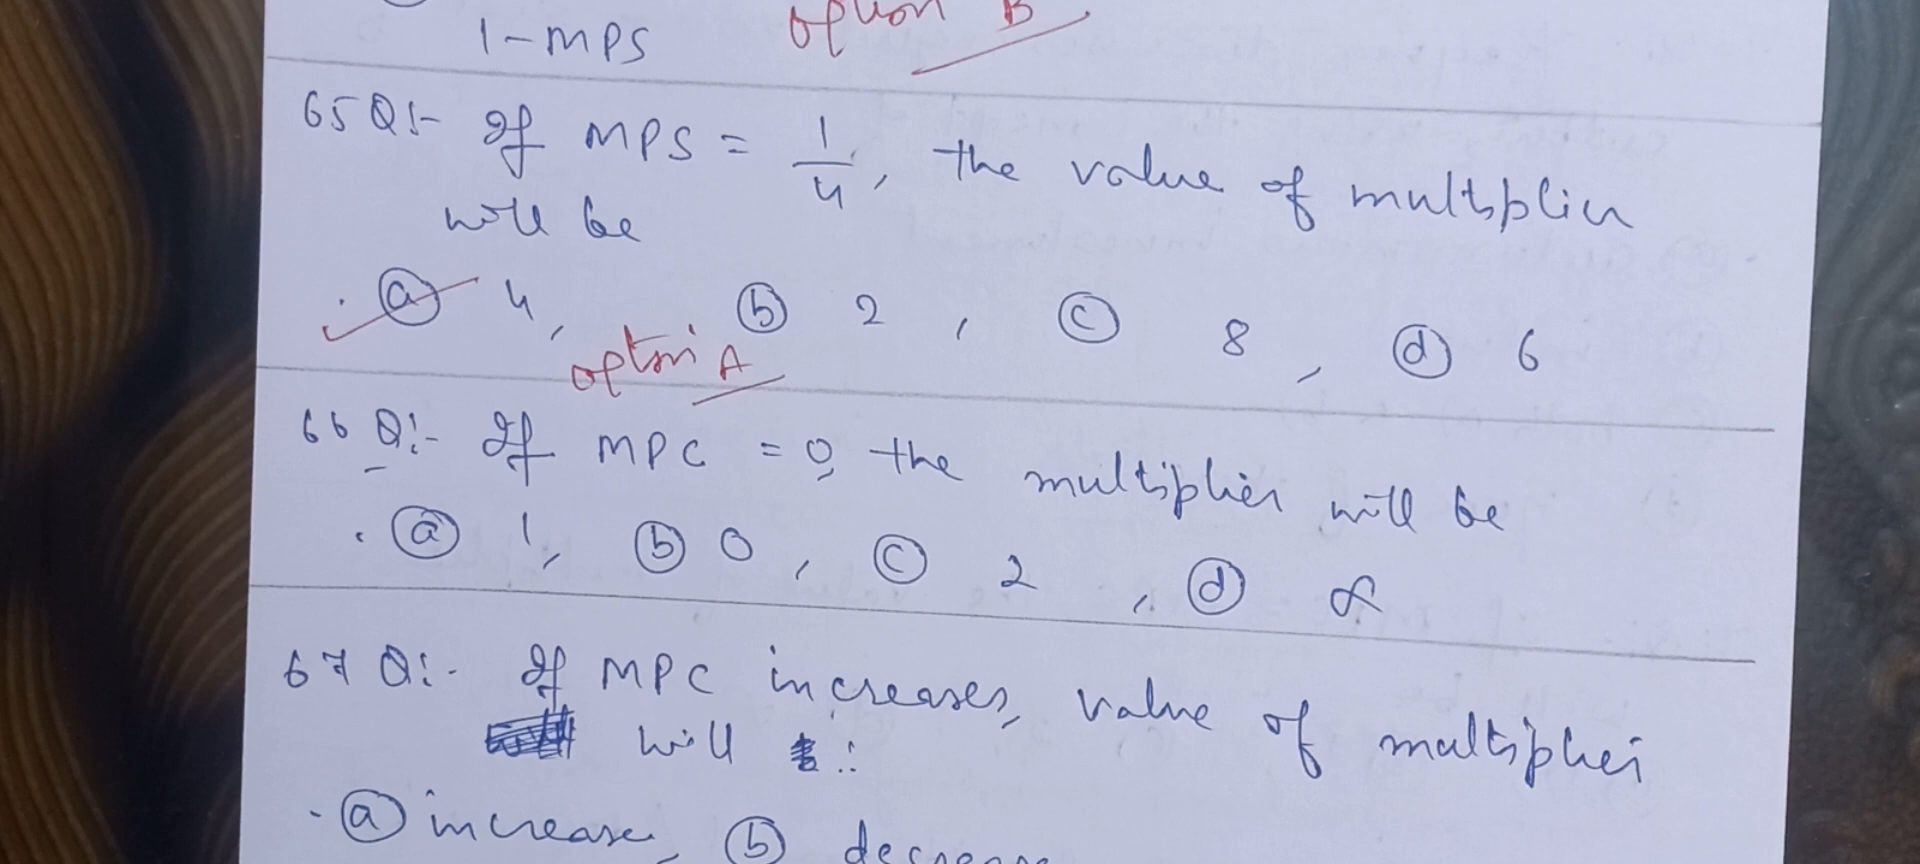 1-MPS option B
65Q:- If MPS = 1/4, the value of multiplier
will be
(a) 4, (b) 2, (c) 8, (d) 6
option A
66 Q:- If MPC = 0, the multiplier will be
(a) 1, (b) 0, (c) 2, (d) ∝
67 Q:- If MPC increases, value of multiplier
will :
(a) increase, (b) decrease